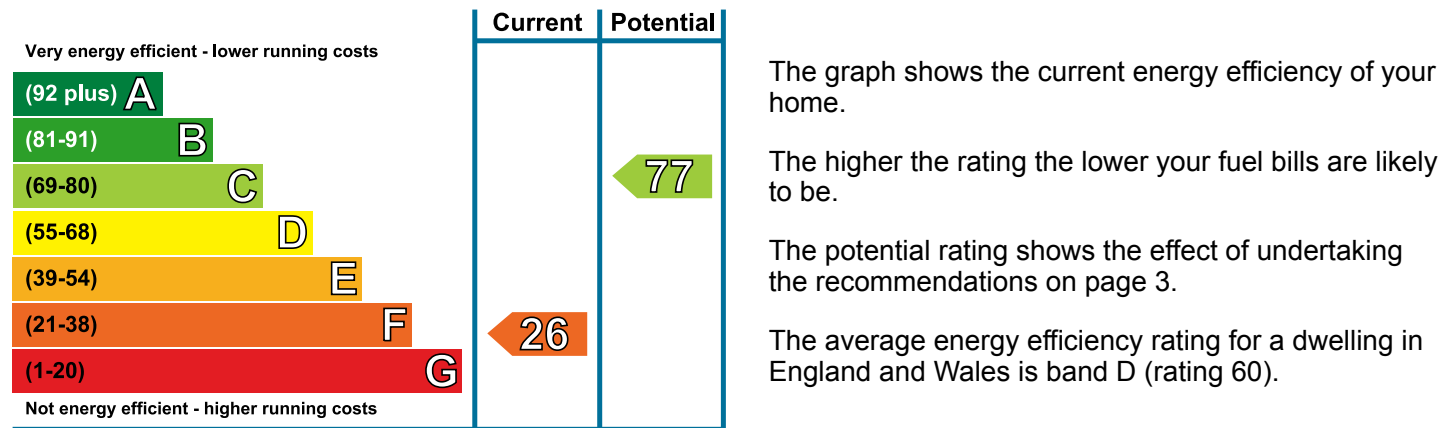 Current Potential
Very energy efficient - lower running costs
(92 plus) A
(81-91) B
(69-80) C
77
(55-68) D
(39-54) E
(21-38) F
26
(1-20) G
Not energy efficient - higher running costs
The graph shows the current energy efficiency of your
home.
The higher the rating the lower your fuel bills are likely
to be.
The potential rating shows the effect of undertaking
the recommendations on page 3.
The average energy efficiency rating for a dwelling in
England and Wales is band D (rating 60).